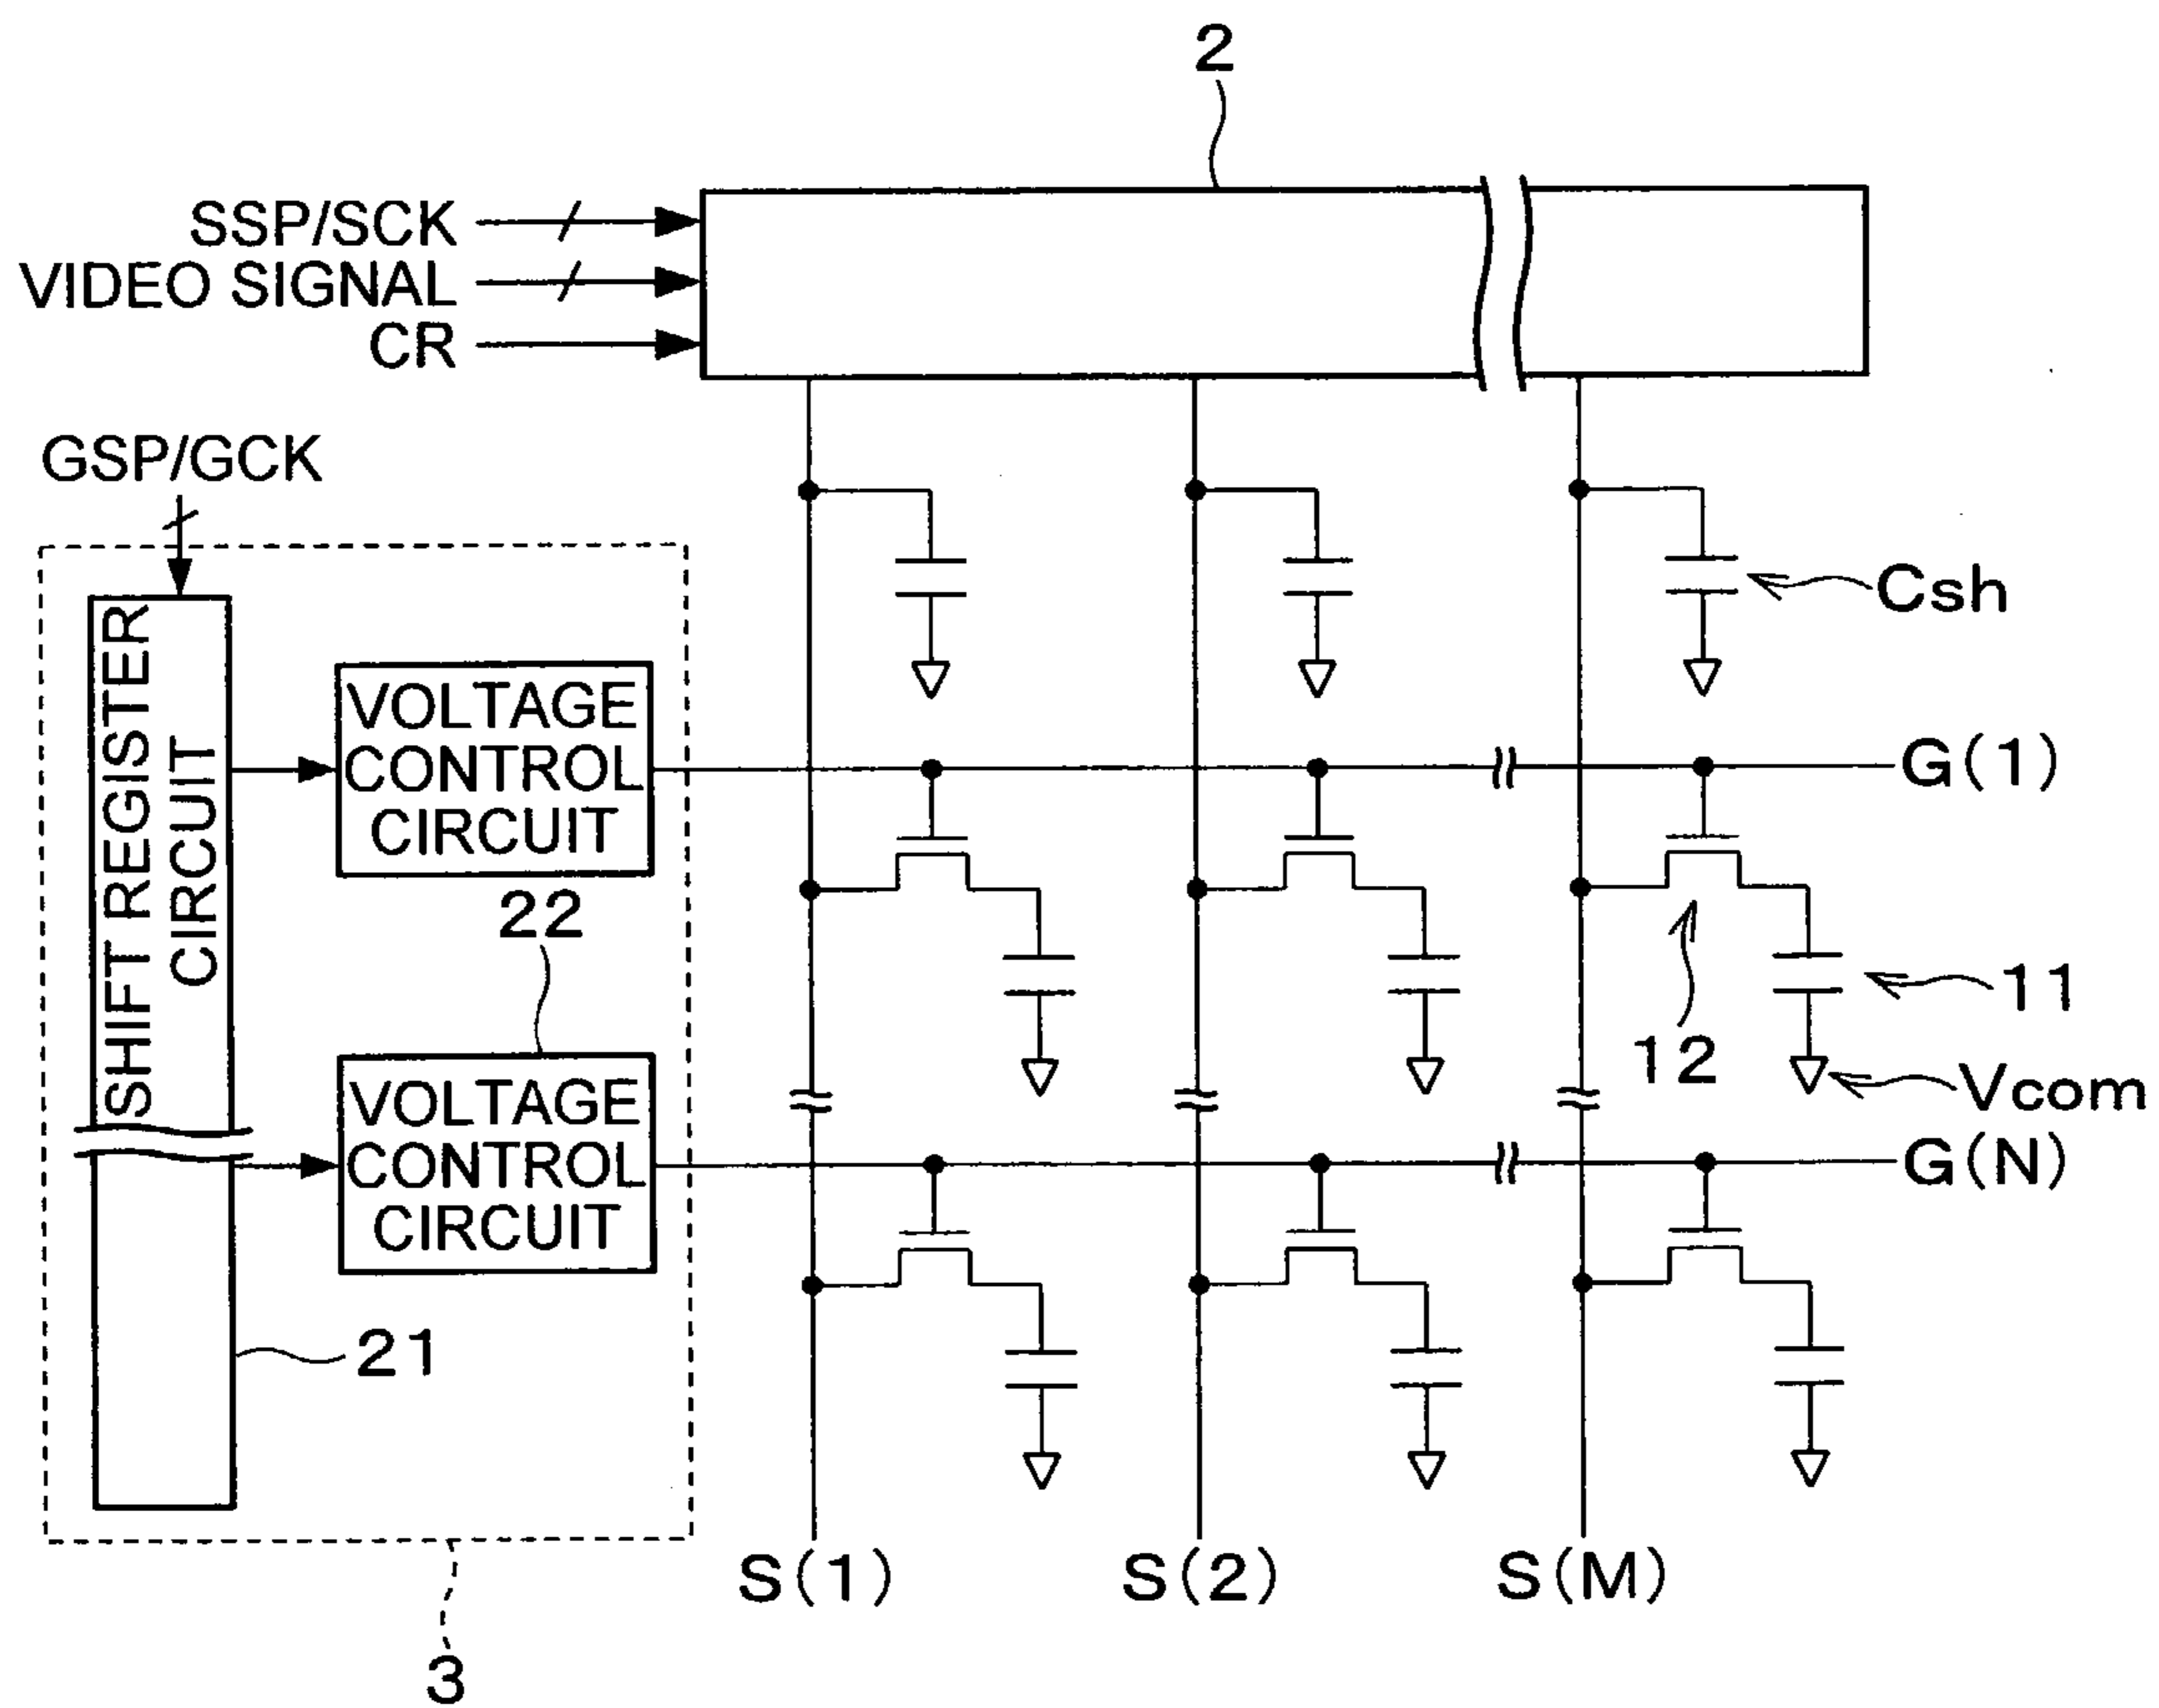 2
SSP/SCK
VIDEO SIGNAL
CR
GSP/GCK
Csh
SHIFT REGISTER
CIRCUIT
VOLTAGE
CONTROL
CIRCUIT
G(1)
22
11
12
Vcom
VOLTAGE
CONTROL
CIRCUIT
G(N)
21
S(1)
S(2)
S(M)
3